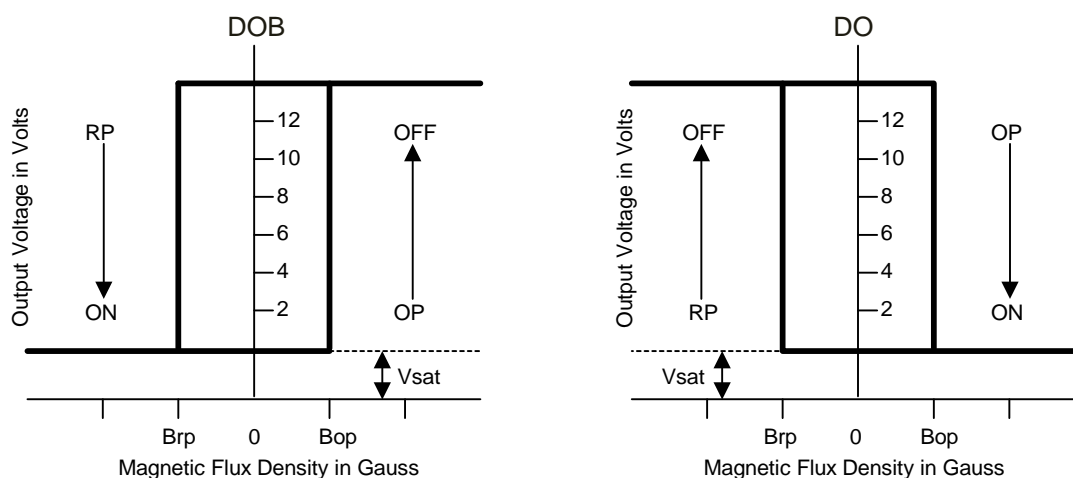 DOB
Output Voltage in Volts
12
10
8
6
4
2
RP
ON
OFF
OP
Vsat
Brp 0 Bop
Magnetic Flux Density in Gauss
DO
Output Voltage in Volts
12
10
8
6
4
2
OFF
RP
OP
ON
Vsat
Brp 0 Bop
Magnetic Flux Density in Gauss